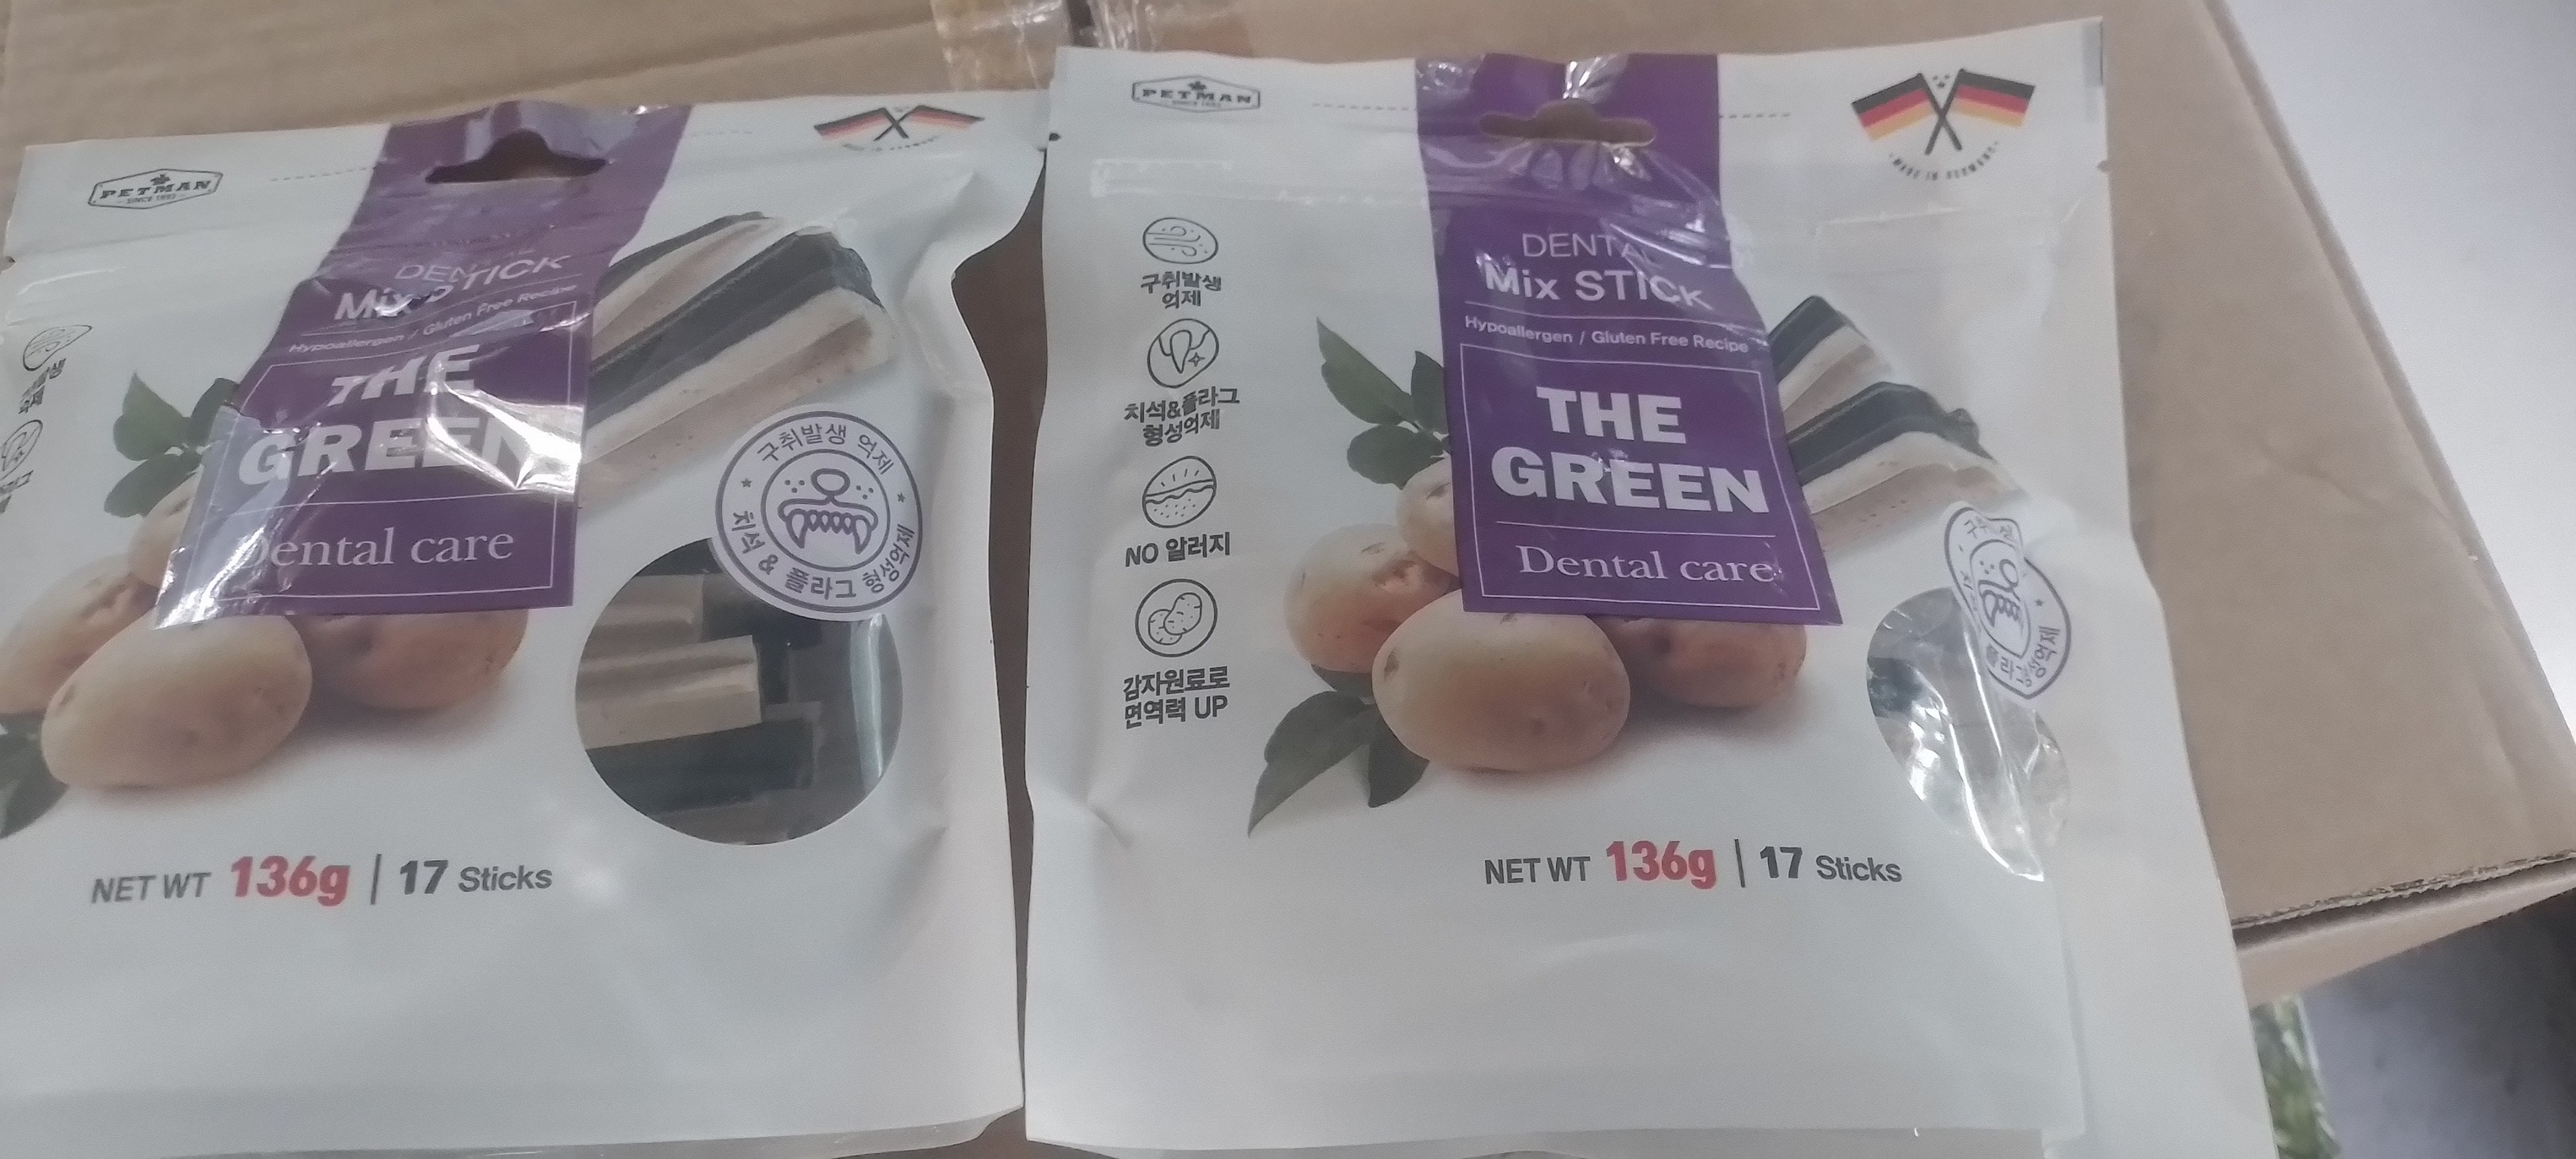 PETMAN
SINCE 1993
DENTAL
Mix STICK
Hypoallergen / Gluten Free Recipe
THE
GREEN
Dental care
구취발생 억제
치석 & 플라그 형성억제
NET WT 136g | 17 Sticks
PETMAN
MADE IN GERMANY
구취발생
억제
치석&플라그
형성억제
NO 알러지
감자원료로
면역력 UP
DENTAL
Mix STICK
Hypoallergen / Gluten Free Recipe
THE
GREEN
Dental care
NET WT 136g | 17 Sticks